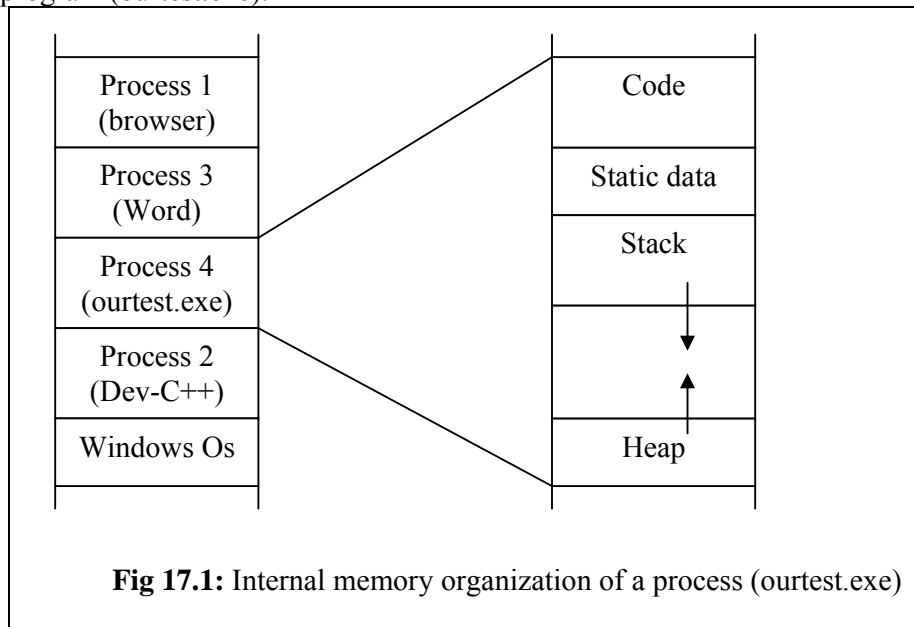 Process 1
(browser)
Process 3
(Word)
Process 4
(ourtest.exe)
Process 2
(Dev-C++)
Windows Os
Code
Static data
Stack
Heap
Fig 17.1: Internal memory organization of a process (ourtest.exe)